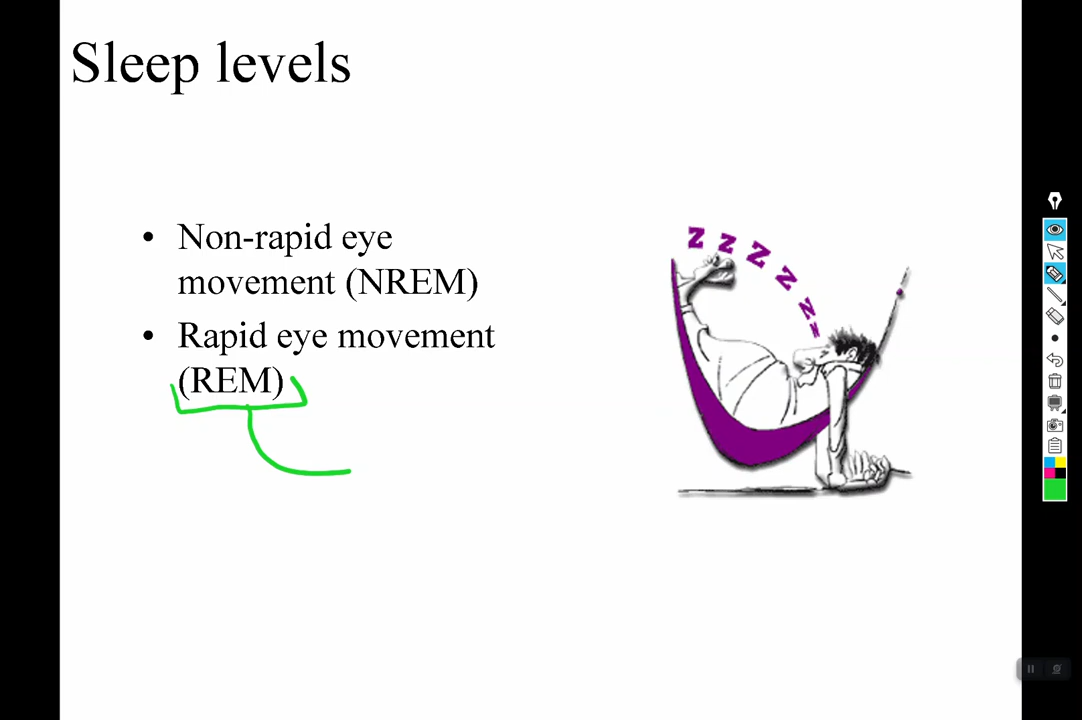 Sleep levels
• Non-rapid eye
movement (NREM)
• Rapid eye movement
(REM)
z z z z z z